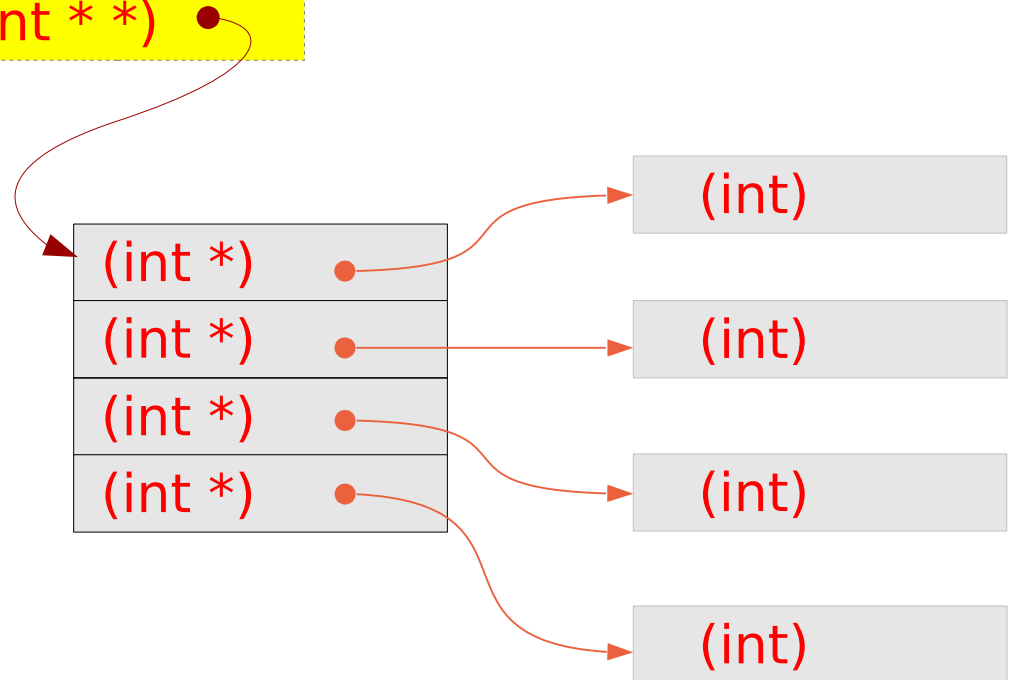 nt * *)
(int *)
(int *)
(int *)
(int *)
(int)
(int)
(int)
(int)